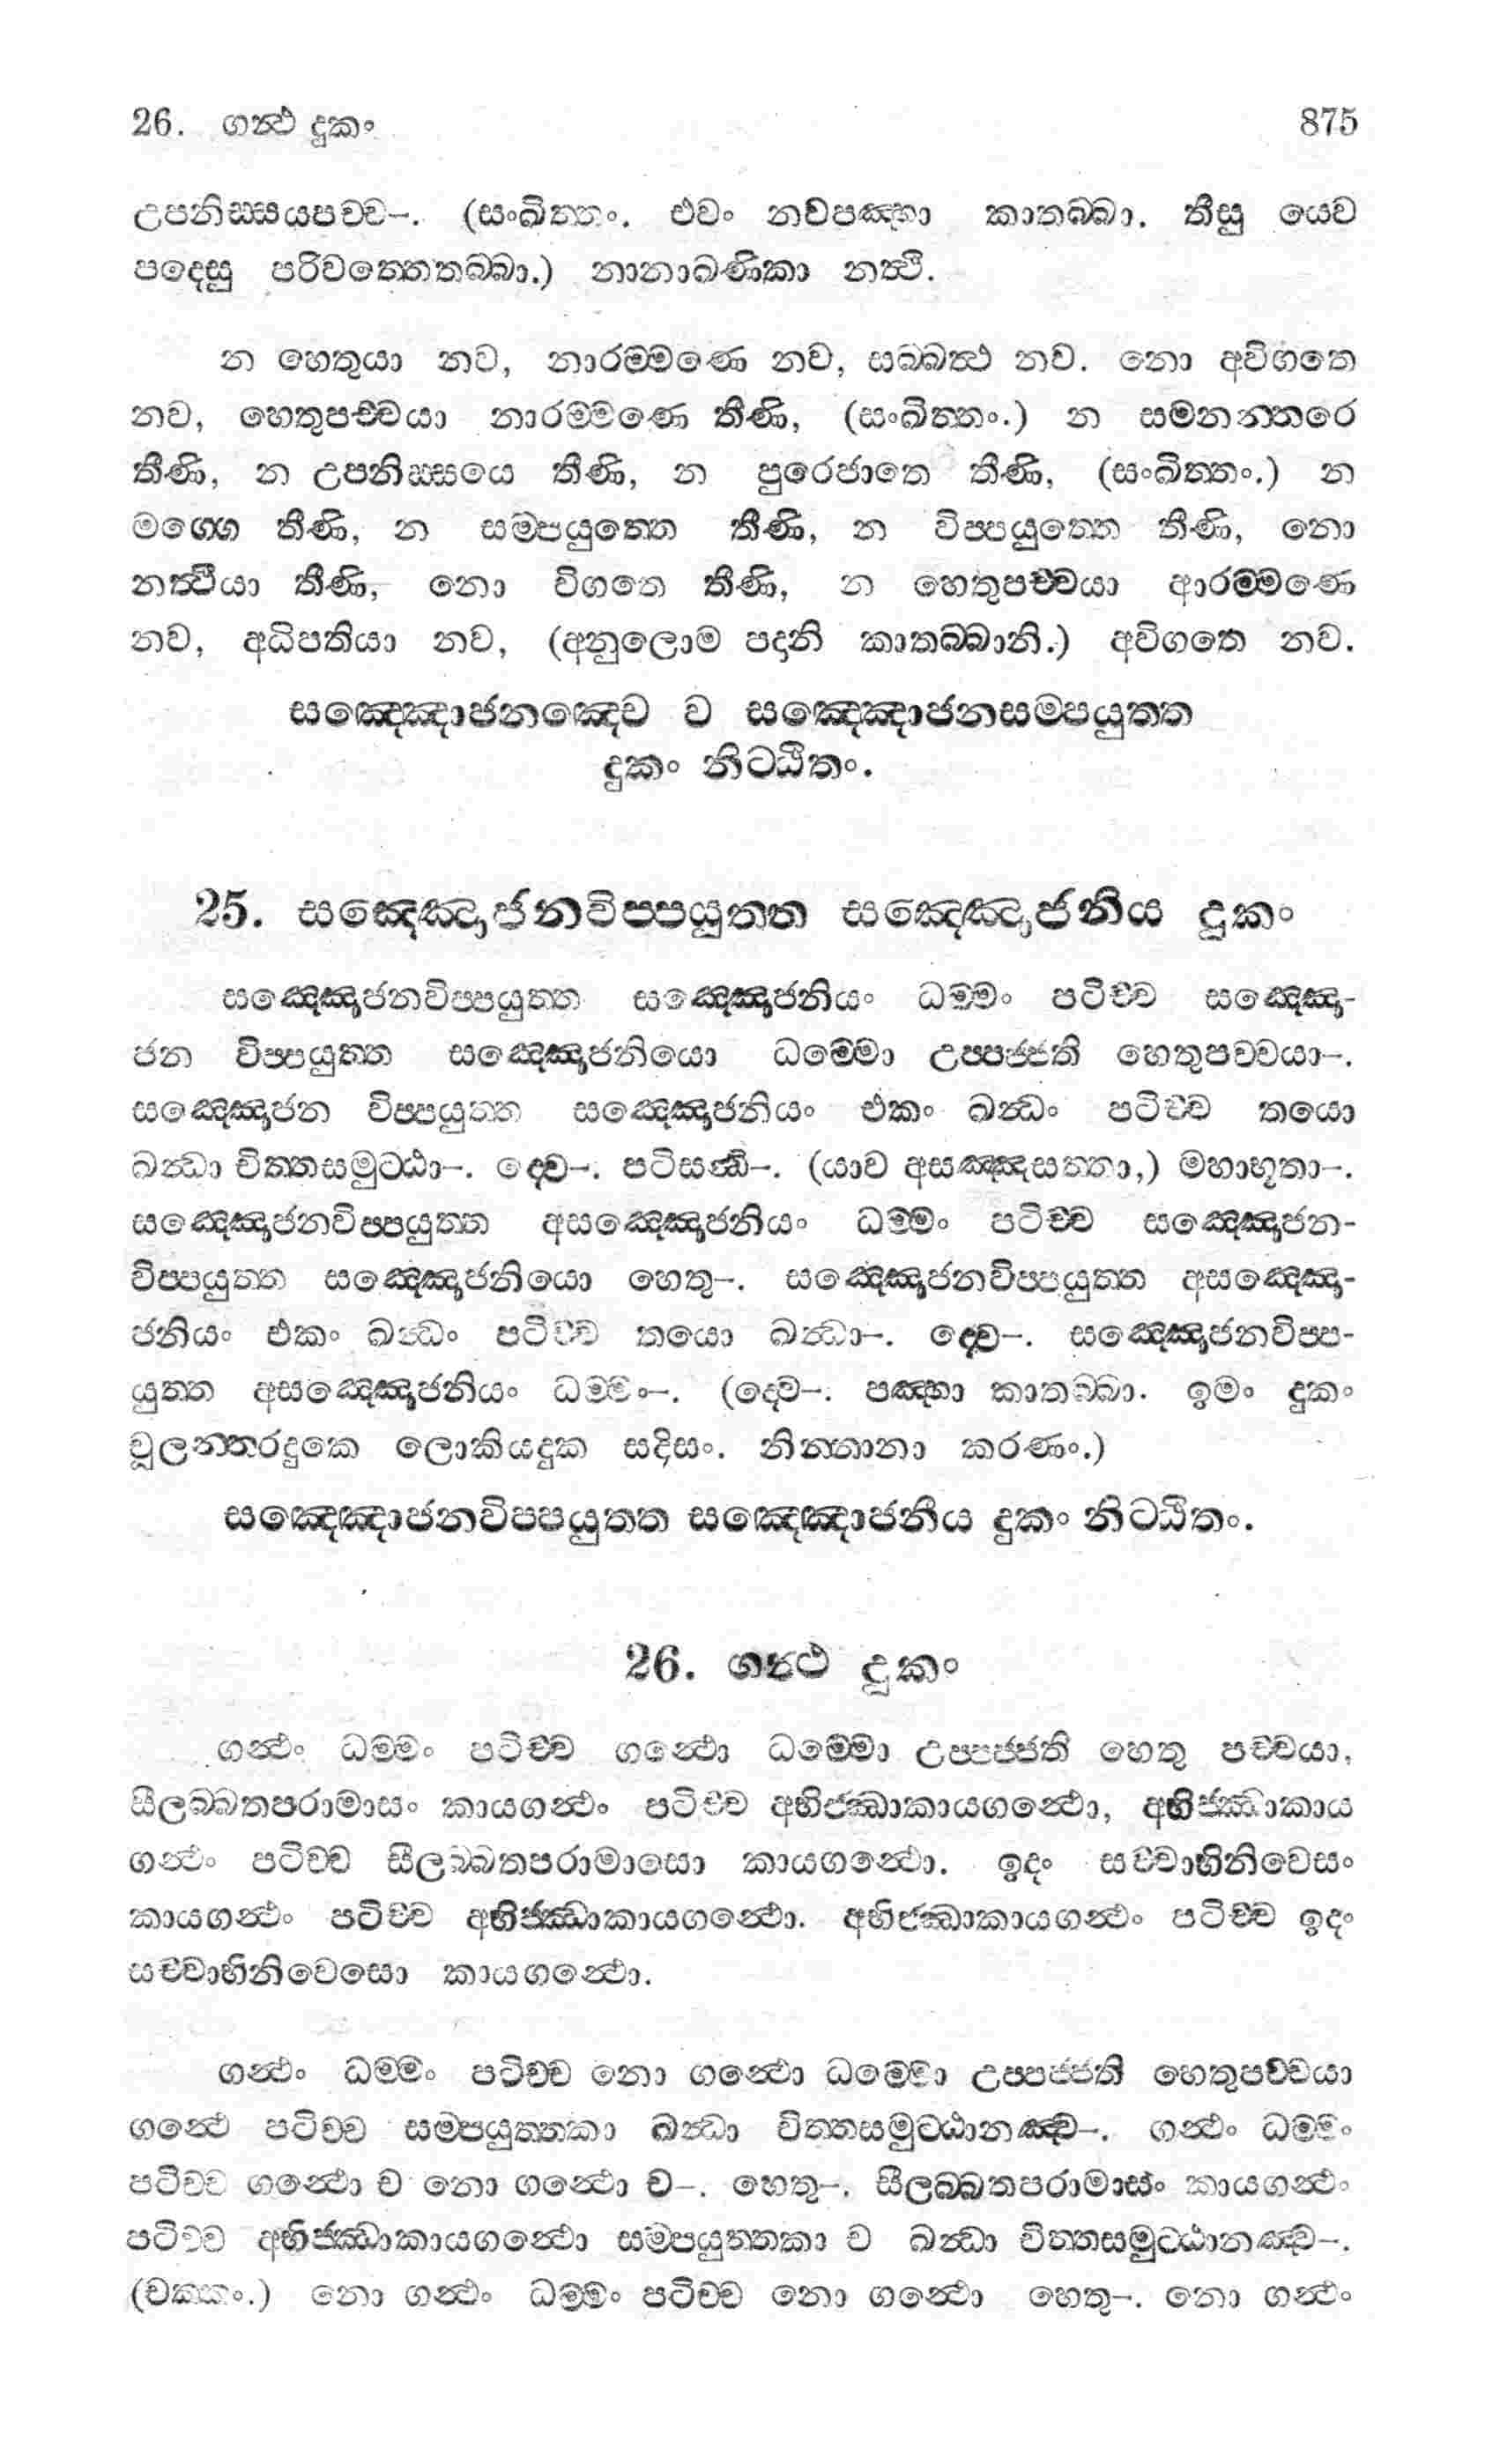 26. ගන්ථ දුකං 875
උපනිස්සයපච්ච-. (සංඛිත්තං. එවං නවපඤ්හා කාතබ්බා. තීසු යෙව
පදෙසු පරිවත්තෙතබ්බා.) නානාඛණිකා නත්ථි.
න හෙතුයා නව, නාරම්මණෙ නව, සබ්බත්ථ නව. නො අවිගතෙ
නව, හෙතුපච්චයා නාරම්මණෙ තීණි, (සංඛිත්තං.) න සමනන්තරෙ
තීණි, න උපනිස්සයෙ තීණි, න පුරෙජාතෙ තීණි, (සංඛිත්තං.) න
මග්ගෙ තීණි, න සම්පයුත්තෙ තීණි, න විප්පයුත්තෙ තීණි, නො
නත්ථියා තීණි, නො විගතෙ තීණි, න හෙතුපච්චයා ආරම්මණෙ
නව, අධිපතියා නව, (අනුලොම පදානි කාතබ්බානි.) අවිගතෙ නව.
සඤ්ඤොජනඤ්චෙව ච සඤ්ඤොජනසම්පයුත්ත
දුකං නිට්ඨිතං.
25. සඤ්ඤොජනවිප්පයුත්ත සඤ්ඤොජනිය දුකං
සඤ්ඤොජනවිප්පයුත්ත සඤ්ඤොජනියං ධම්මං පටිච්ච සඤ්ඤො-
ජන විප්පයුත්ත සඤ්ඤොජනියො ධම්මො උප්පජ්ජති හෙතුපච්චයා-.
සඤ්ඤොජන විප්පයුත්ත සඤ්ඤොජනියං එකං ඛන්ධං පටිච්ච තයො
ඛන්ධා චිත්තසමුට්ඨා-. ද්වෙ-. පටිසන්ධි-. (යාව අසඤ්ඤසත්තා,) මහාභූතා-.
සඤ්ඤොජනවිප්පයුත්ත අසඤ්ඤොජනියං ධම්මං පටිච්ච සඤ්ඤොජන-
විප්පයුත්ත සඤ්ඤොජනියො හෙතු-. සඤ්ඤොජනවිප්පයුත්ත අසඤ්ඤො-
ජනියං එකං ඛන්ධං පටිච්ච තයො ඛන්ධා-. ද්වෙ-. සඤ්ඤොජනවිප්ප-
යුත්ත අසඤ්ඤොජනියං ධම්මං-. (ද්වෙ-. පඤ්හා කාතබ්බා. ඉමං දුකං
චූලන්තරදුකෙ ලොකියදුක සදිසං. නින්නානා කරණං.)
සඤ්ඤොජනවිප්පයුත්ත සඤ්ඤොජනීය දුකං නිට්ඨිතං.
26. ගන්ථ දුකං
ගන්ථං ධම්මං පටිච්ච ගන්ථො ධම්මො උප්පජ්ජති හෙතු පච්චයා,
සීලබ්බතපරාමාසං කායගන්ථං පටිච්ච අභිජ්ඣාකායගන්ථො, අභිජ්ඣාකාය
ගන්ථං පටිච්ච සීලබ්බතපරාමාසො කායගන්ථො. ඉදං සච්චාභිනිවෙසං
කායගන්ථං පටිච්ච අභිජ්ඣාකායගන්ථො. අභිජ්ඣාකායගන්ථං පටිච්ච ඉදං
සච්චාභිනිවෙසො කායගන්ථො.
ගන්ථං ධම්මං පටිච්ච නො ගන්ථො ධම්මො උප්පජ්ජති හෙතුපච්චයා
ගන්ථෙ පටිච්ච සම්පයුත්තකා ඛන්ධා චිත්තසමුට්ඨානඤ්ච-. ගන්ථං ධම්මං
පටිච්ච ගන්ථො ච නො ගන්ථො ච-. හෙතු-. සීලබ්බතපරාමාසං කායගන්ථං
පටිච්ච අභිජ්ඣාකායගන්ථො සම්පයුත්තකා ච ඛන්ධා චිත්තසමුට්ඨානඤ්ච-.
(චක්කං.) නො ගන්ථං ධම්මං පටිච්ච නො ගන්ථො හෙතු-. නො ගන්ථං